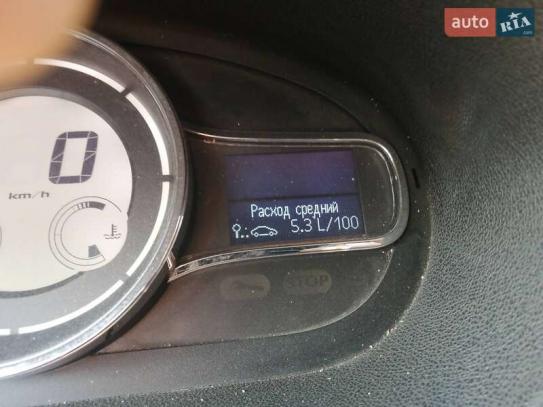 auto RIA
.com
0
km/h
Расход средний
5.3 L/100
STOP